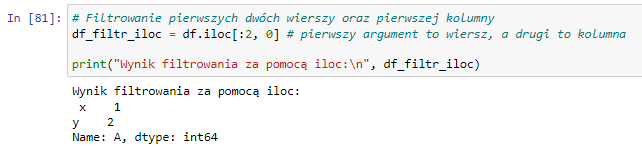 In [81]: # Filtrowanie pierwszych dwóch wierszy oraz pierwszej kolumny
df_filtr_iloc = df.iloc[:2, 0] # pierwszy argument to wiersz, a drugi to kolumna
print("Wynik filtrowania za pomocą iloc:\n", df_filtr_iloc)
Wynik filtrowania za pomocą iloc:
x    1
y    2
Name: A, dtype: int64